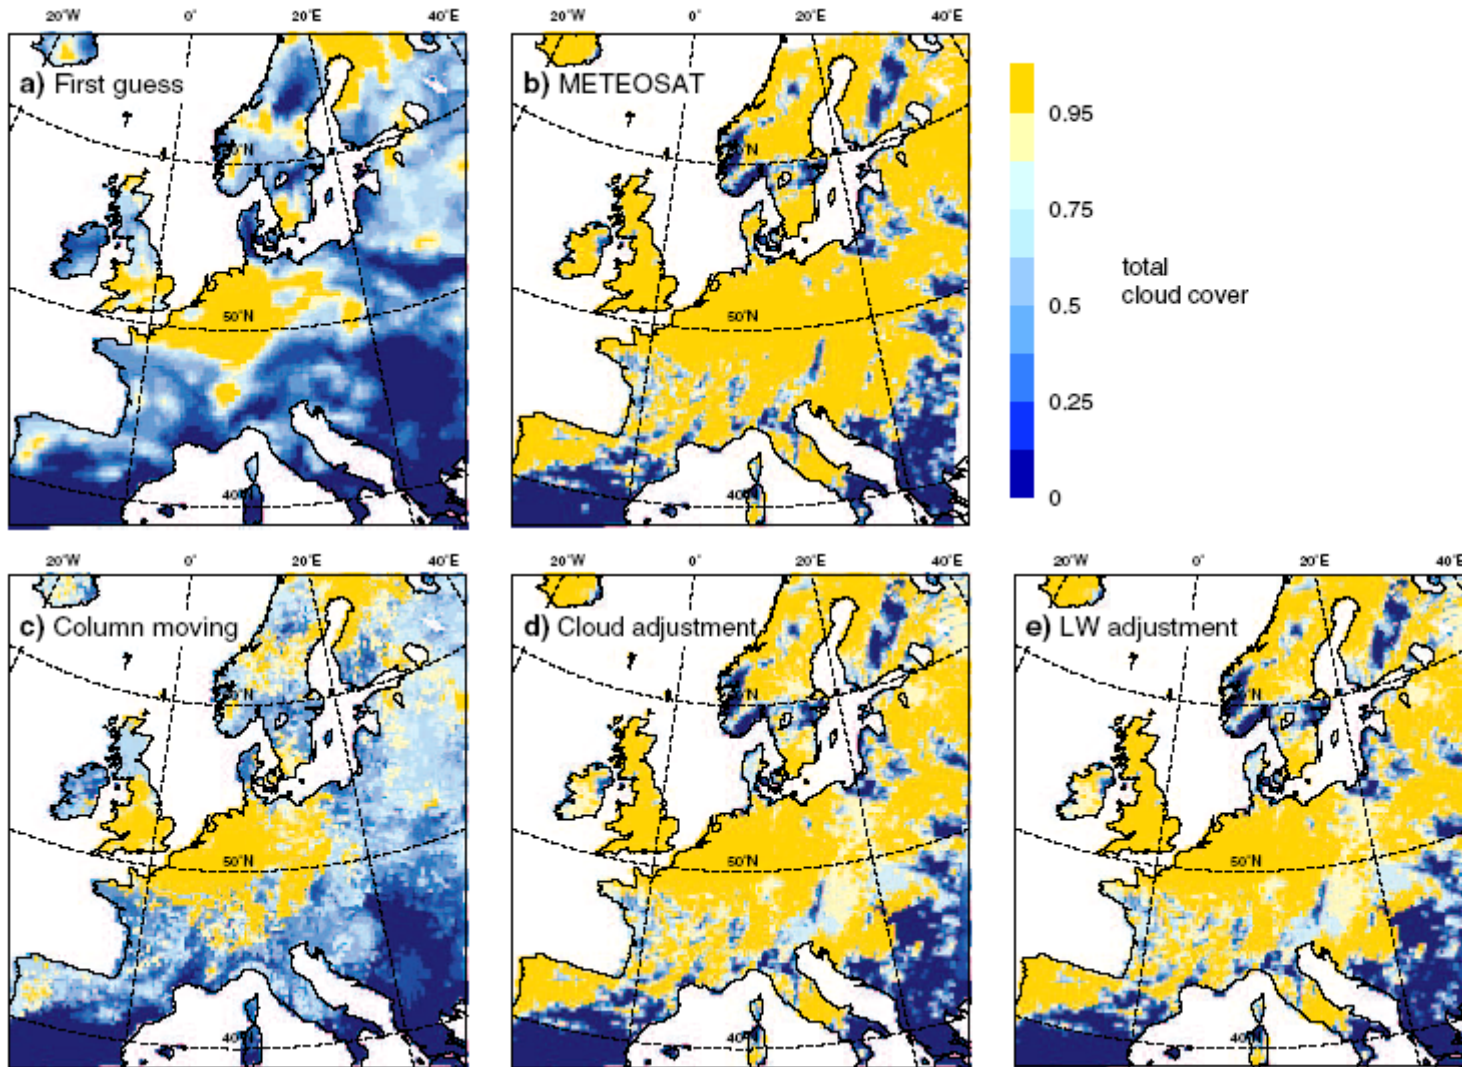 20°W 0° 20°E 40°E
20°W 0° 20°E 40°E
a) First guess
b) METEOSAT
50°N
40°N
50°N
40°N
0.95
0.75
0.5
0.25
0
total
cloud cover
20°W 0° 20°E 40°E
20°W 0° 20°E 40°E
20°W 0° 20°E 40°E
c) Column moving
d) Cloud adjustment
e) LW adjustment
50°N
40°N
50°N
40°N
50°N
40°N